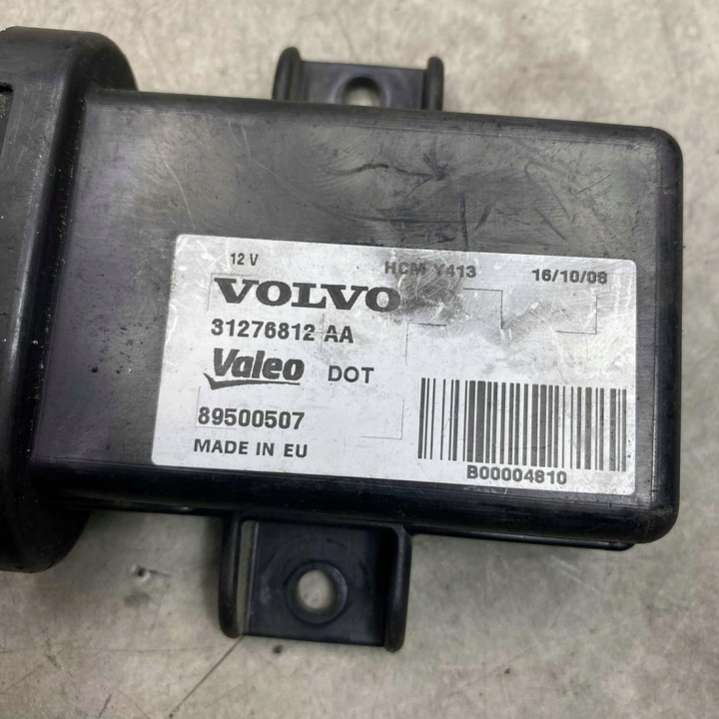 12 V HCM Y413 16/10/08
VOLVO
31276812 AA
Valeo DOT
89500507
MADE IN EU
B00004810